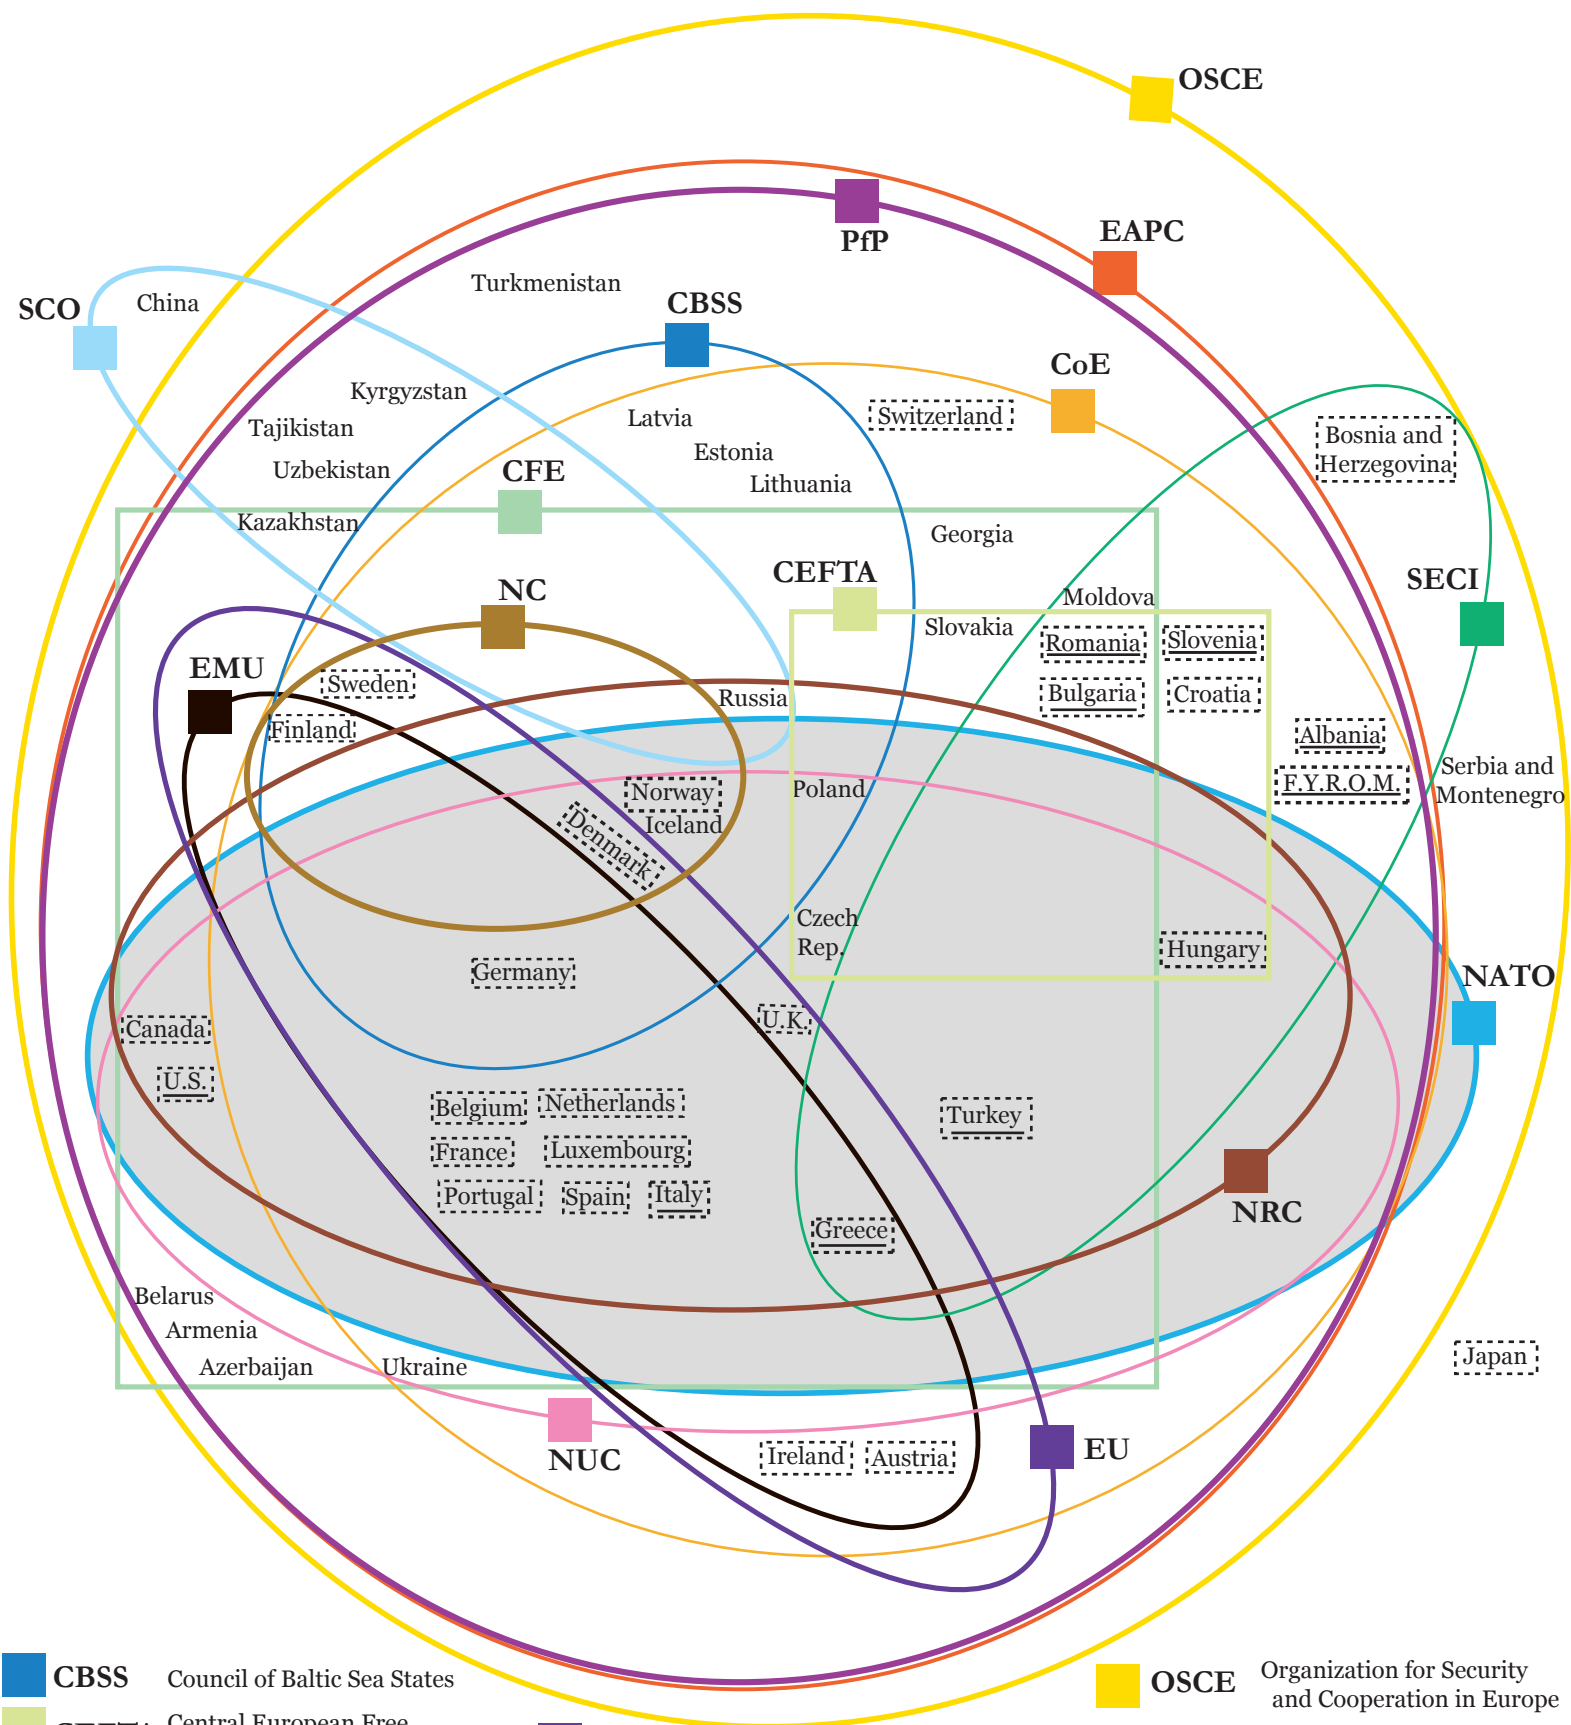 OSCE
PfP
EAPC
SCO
China
Turkmenistan
CBSS
CoE
Kyrgyzstan
Switzerland
Latvia
Tajikistan
Bosnia and
Herzegovina
Estonia
Uzbekistan
CFE
Lithuania
Kazakhstan
Georgia
CEFTA
SECI
NC
Moldova
Slovakia
Romania
Slovenia
EMU
Sweden
Russia
Bulgaria
Croatia
Finland
Albania
Serbia and
Montenegro
F.Y.R.O.M.
Norway
Iceland
Denmark
Poland
Czech
Rep.
Hungary
Germany
NATO
Canada
U.K.
U.S.
Belgium
Netherlands
Turkey
France
Luxembourg
Portugal
Spain
Italy
NRC
Greece
Belarus
Armenia
Azerbaijan
Ukraine
Japan
NUC
Ireland
Austria
EU
CBSS Council of Baltic Sea States
Central European Free
OSCE Organization for Security
and Cooperation in Europe